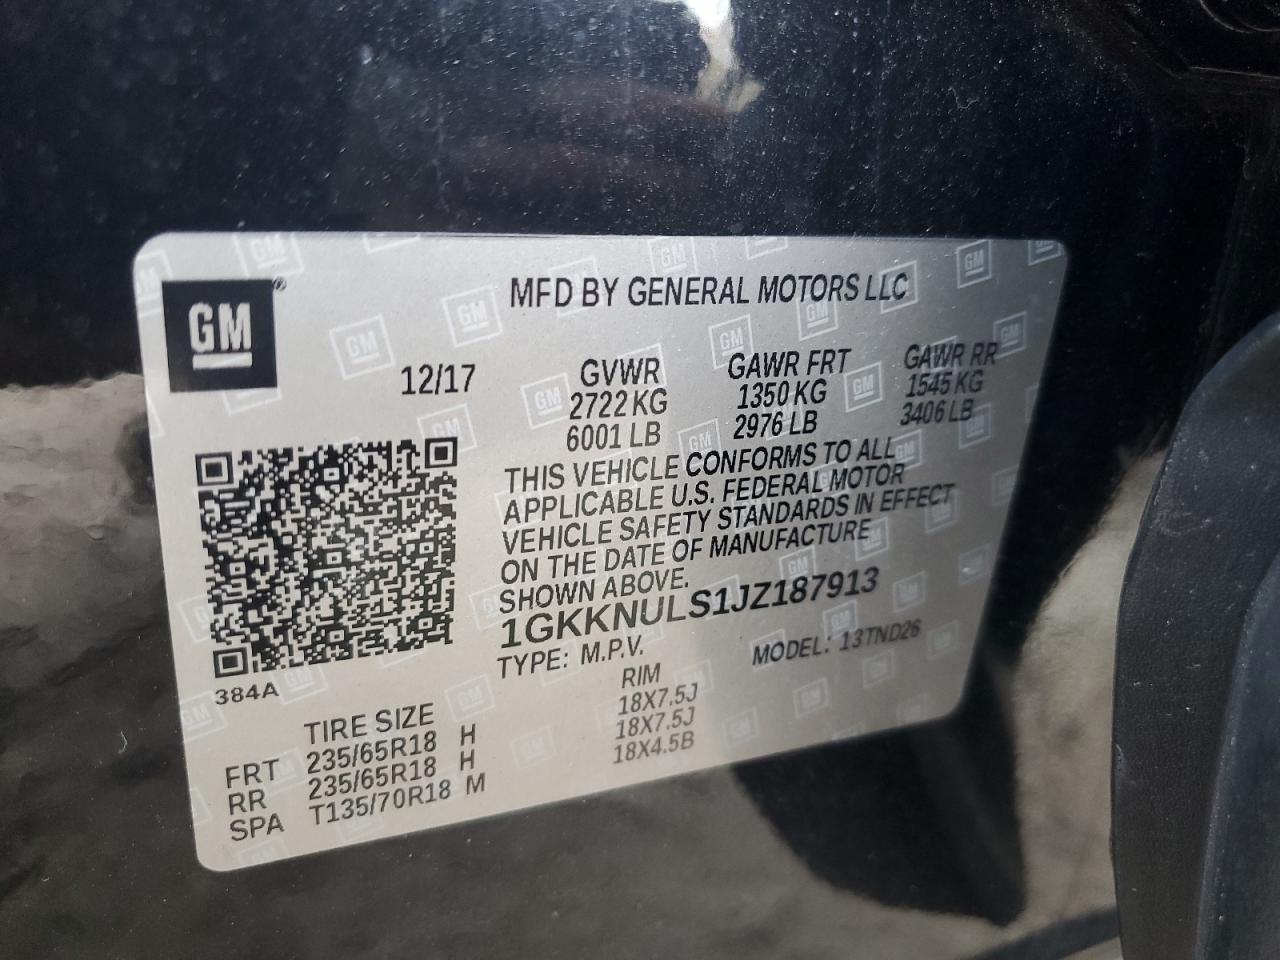 GM
MFD BY GENERAL MOTORS LLC
12/17
GVWR GAWR FRT GAWR RR
2722 KG 1350 KG 1545 KG
6001 LB 2976 LB 3406 LB
THIS VEHICLE CONFORMS TO ALL
APPLICABLE U.S. FEDERAL MOTOR
VEHICLE SAFETY STANDARDS IN EFFECT
ON THE DATE OF MANUFACTURE
SHOWN ABOVE.
1GKKNULS1JZ187913
TYPE: M.P.V. MODEL: 13TND26
384A
TIRE SIZE RIM
FRT 235/65R18 H 18X7.5J
RR 235/65R18 H 18X7.5J
SPA T135/70R18 M 18X4.5B